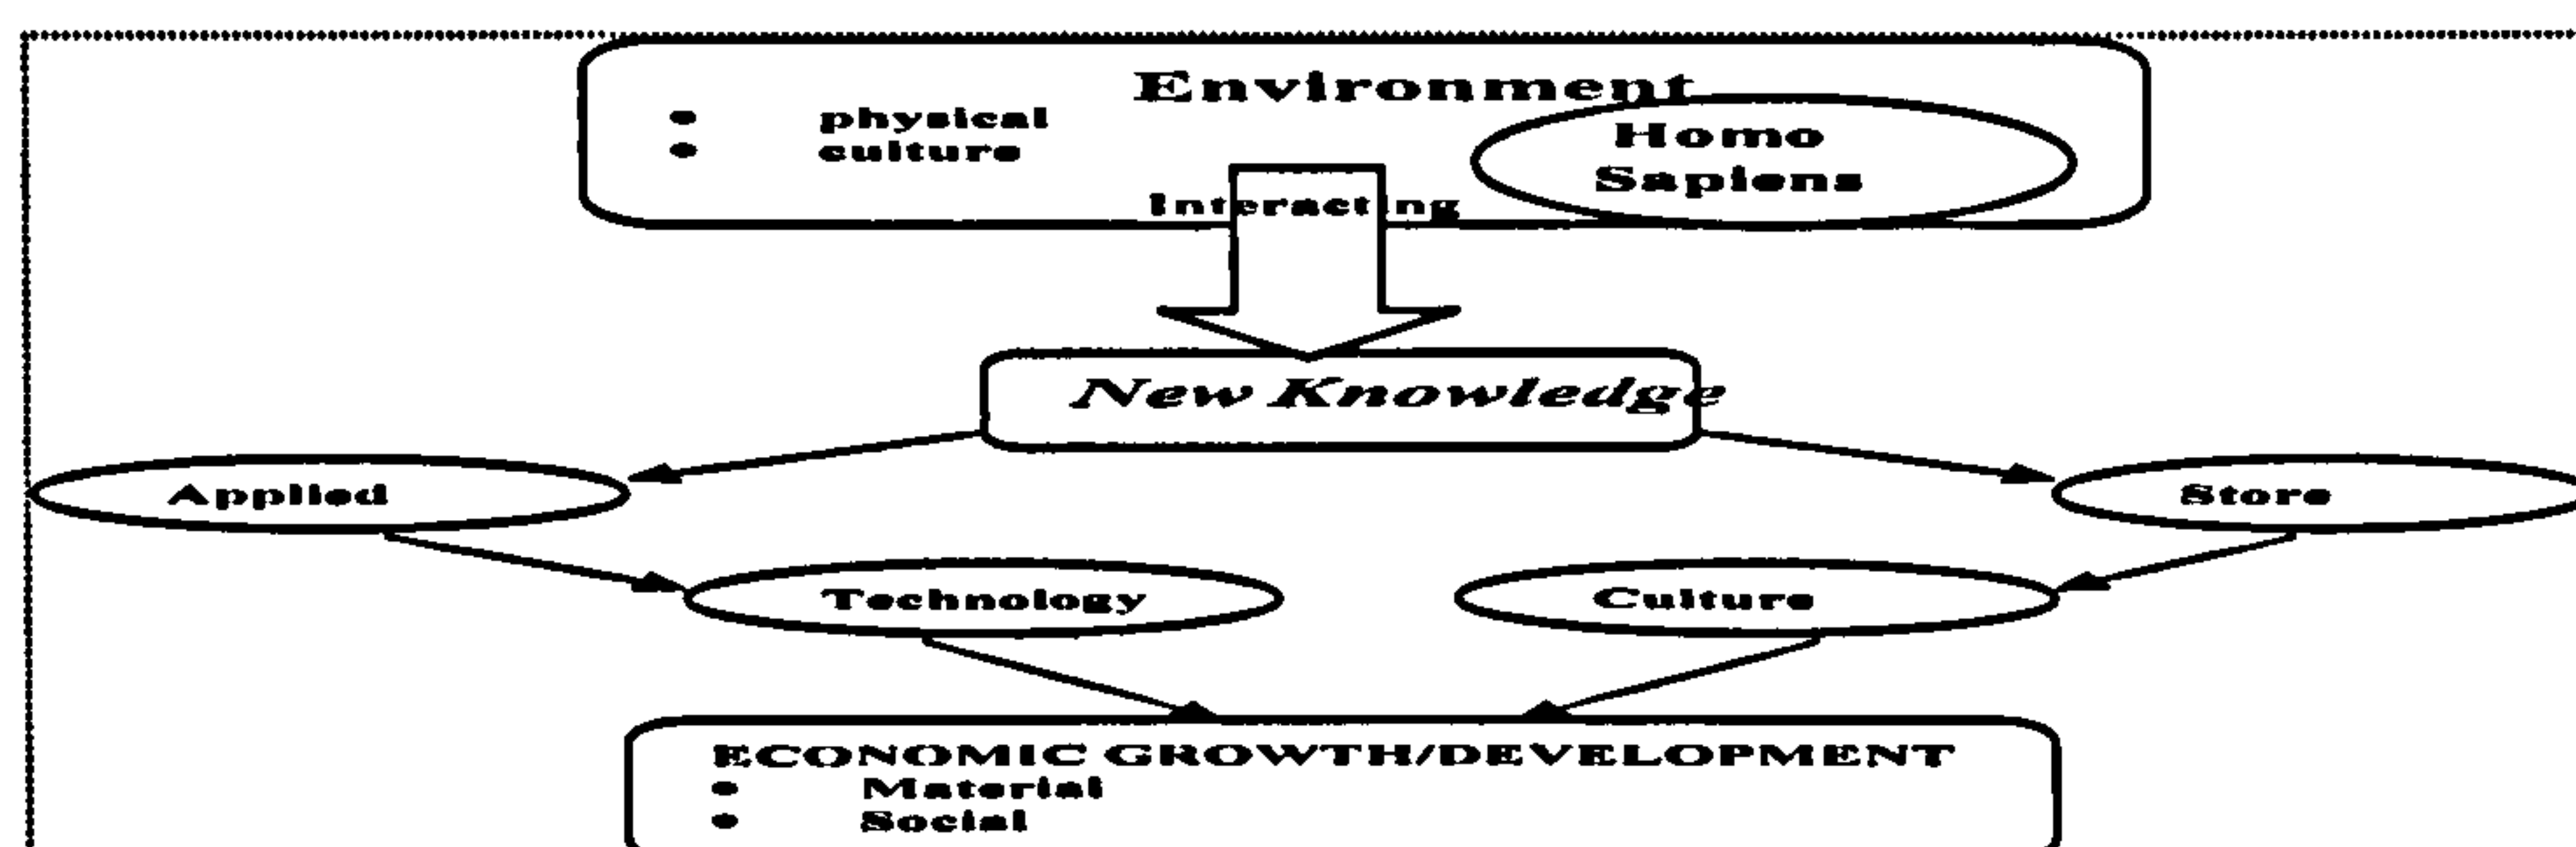 Environment
• physical
• culture
Homo
Sapiens
Interacting
New Knowledge
Applied
Store
Technology
Culture
ECONOMIC GROWTH/DEVELOPMENT
• Material
• Social